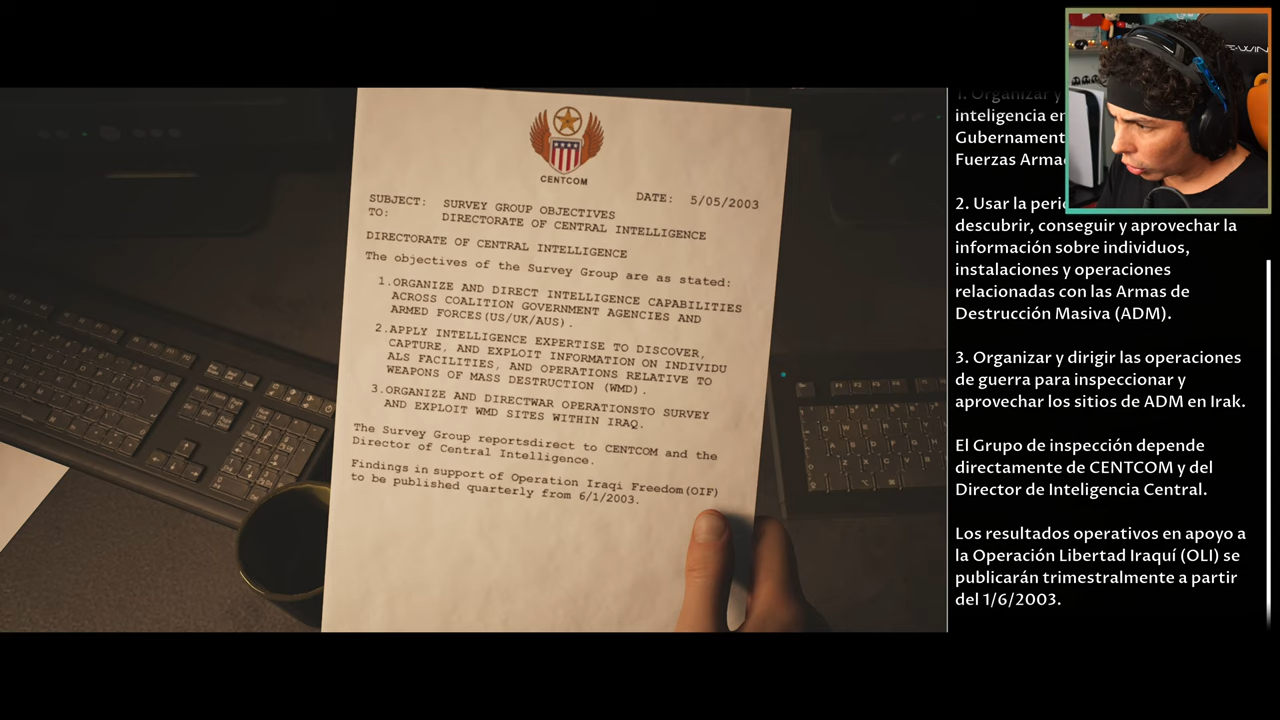 CENTCOM
DATE: 5/05/2003
SUBJECT: SURVEY GROUP OBJECTIVES
TO: DIRECTORATE OF CENTRAL INTELLIGENCE
DIRECTORATE OF CENTRAL INTELLIGENCE
The objectives of the Survey Group are as stated:
1.ORGANIZE AND DIRECT INTELLIGENCE CAPABILITIES
ACROSS COALITION GOVERNMENT AGENCIES AND
ARMED FORCES(US/UK/AUS).
2.APPLY INTELLIGENCE EXPERTISE TO DISCOVER,
CAPTURE, AND EXPLOIT INFORMATION ON INDIVIDU
ALS FACILITIES, AND OPERATIONS RELATIVE TO
WEAPONS OF MASS DESTRUCTION (WMD).
3.ORGANIZE AND DIRECTWAR OPERATIONSTO SURVEY
AND EXPLOIT WMD SITES WITHIN IRAQ.
The Survey Group reportsdirect to CENTCOM and the
Director of Central Intelligence.
Findings in support of Operation Iraqi Freedom(OIF)
to be published quarterly from 6/1/2003.
1. Organizar y
inteligencia en
Gubernament
Fuerzas Arma
2. Usar la peri
descubrir, conseguir y aprovechar la
información sobre individuos,
instalaciones y operaciones
relacionadas con las Armas de
Destrucción Masiva (ADM).
3. Organizar y dirigir las operaciones
de guerra para inspeccionar y
aprovechar los sitios de ADM en Irak.
El Grupo de inspección depende
directamente de CENTCOM y del
Director de Inteligencia Central.
Los resultados operativos en apoyo a
la Operación Libertad Iraquí (OLI) se
publicarán trimestralmente a partir
del 1/6/2003.
E-WIN